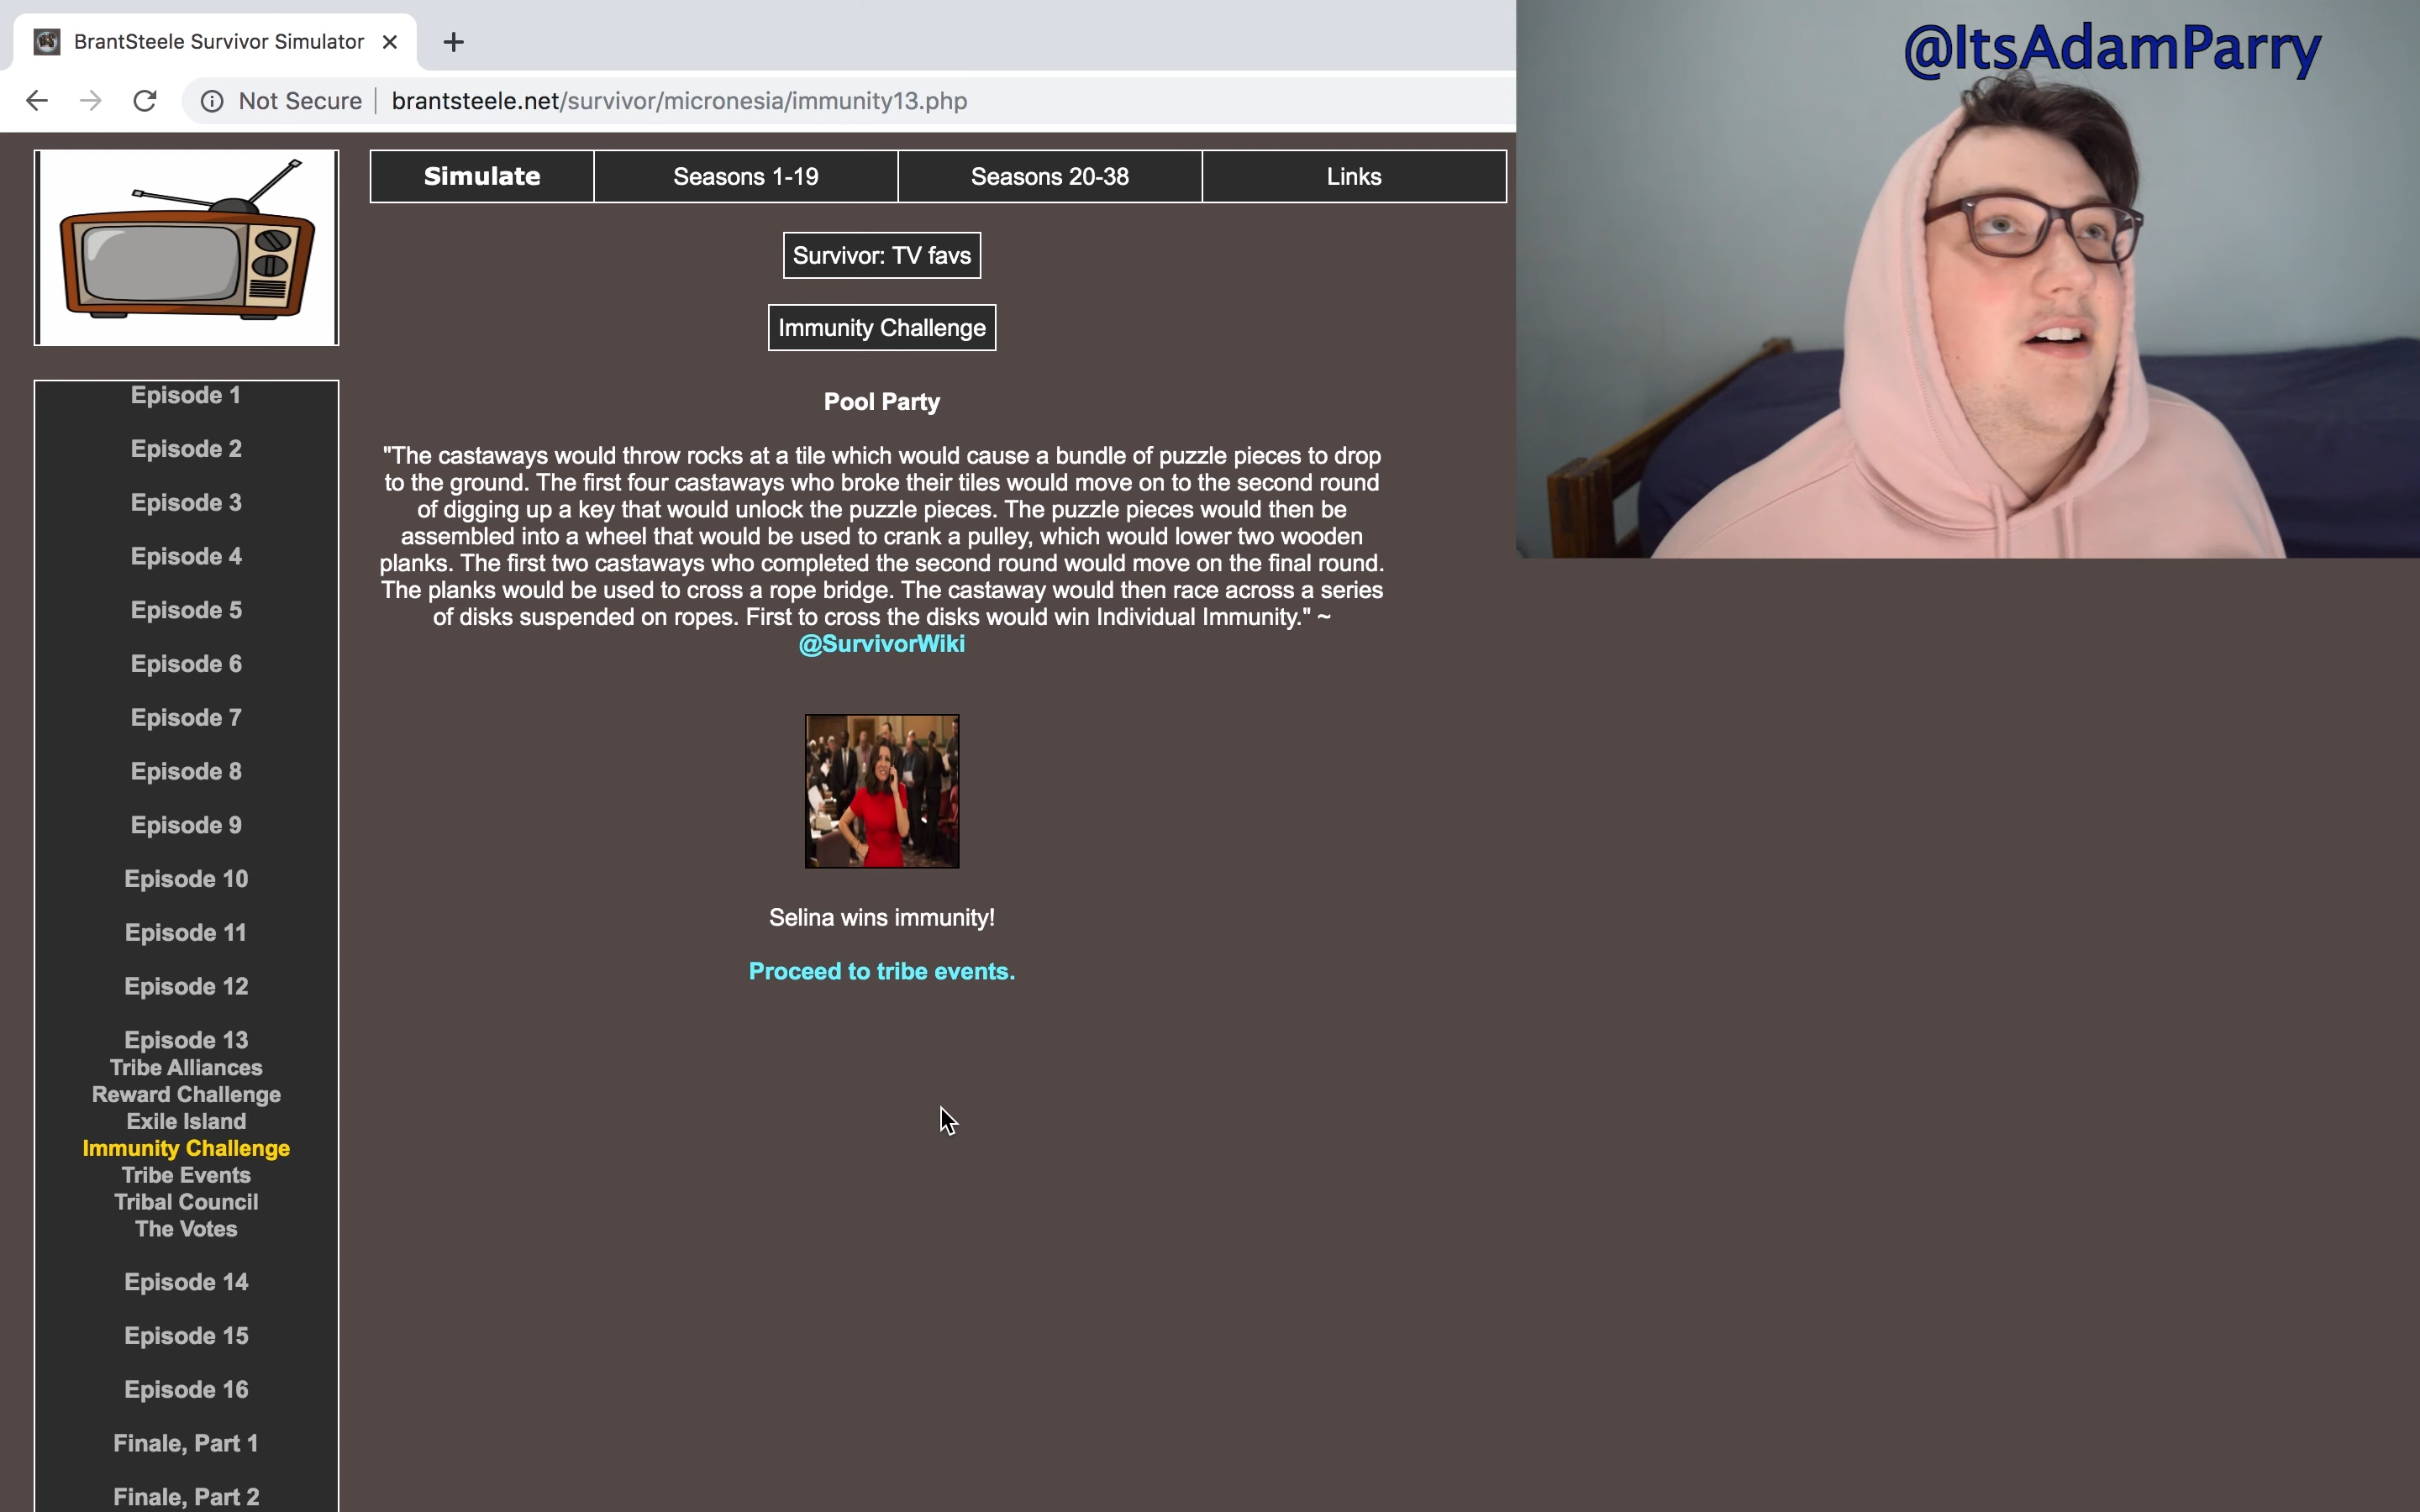 BrantSteele Survivor Simulator
Not Secure
brantsteele.net/survivor/micronesia/immunity13.php
@ItsAdamParry
Simulate
Seasons 1-19
Seasons 20-38
Links
Survivor: TV favs
Immunity Challenge
Pool Party
"The castaways would throw rocks at a tile which would cause a bundle of puzzle pieces to drop
to the ground. The first four castaways who broke their tiles would move on to the second round
of digging up a key that would unlock the puzzle pieces. The puzzle pieces would then be
assembled into a wheel that would be used to crank a pulley, which would lower two wooden
planks. The first two castaways who completed the second round would move on the final round.
The planks would be used to cross a rope bridge. The castaway would then race across a series
of disks suspended on ropes. First to cross the disks would win Individual Immunity." ~
@SurvivorWiki
Selina wins immunity!
Proceed to tribe events.
Episode 1
Episode 2
Episode 3
Episode 4
Episode 5
Episode 6
Episode 7
Episode 8
Episode 9
Episode 10
Episode 11
Episode 12
Episode 13
Tribe Alliances
Reward Challenge
Exile Island
Immunity Challenge
Tribe Events
Tribal Council
The Votes
Episode 14
Episode 15
Episode 16
Finale, Part 1
Finale, Part 2